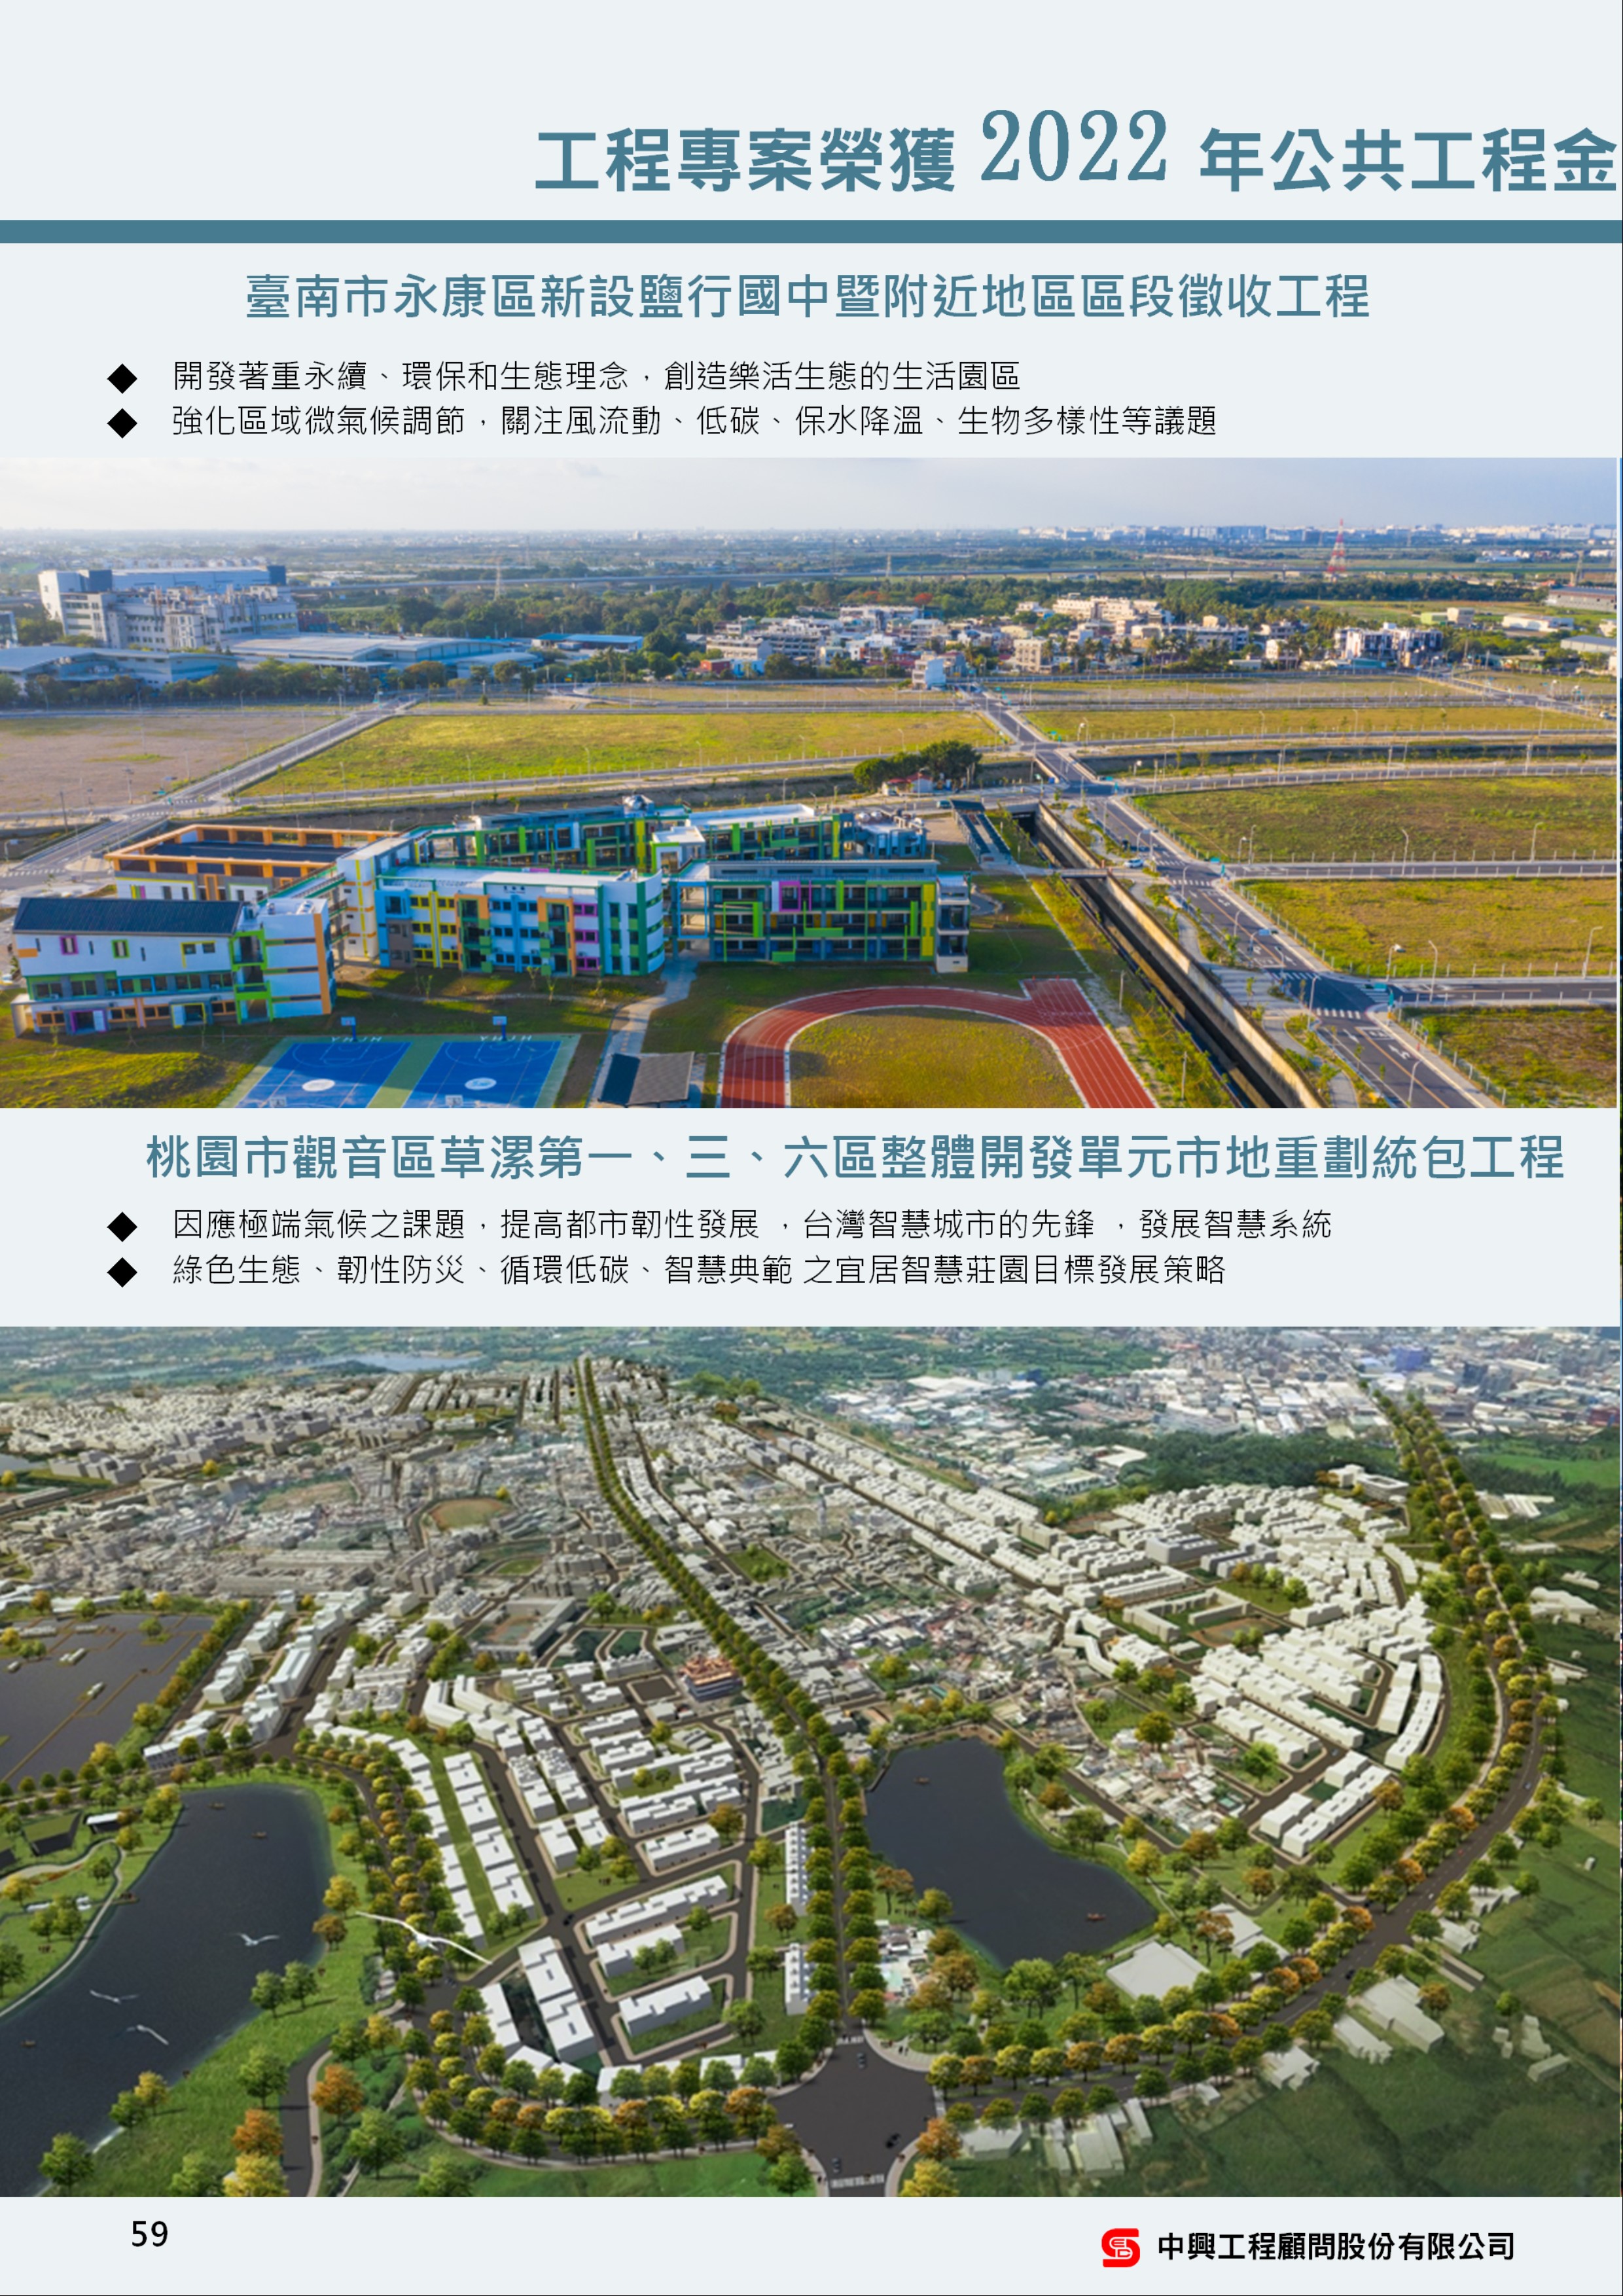 工程專案榮獲 2022 年公共工程金
臺南市永康區新設鹽行國中暨附近地區區段徵收工程
◆ 開發著重永續、環保和生態理念，創造樂活生態的生活園區
◆ 強化區域微氣候調節，關注風流動、低碳、保水降溫、生物多樣性等議題
桃園市觀音區草漯第一、三、六區整體開發單元市地重劃統包工程
◆ 因應極端氣候之課題，提高都市韌性發展 ，台灣智慧城市的先鋒 ，發展智慧系統
◆ 綠色生態、韌性防災、循環低碳、智慧典範 之宜居智慧莊園目標發展策略
59
中興工程顧問股份有限公司